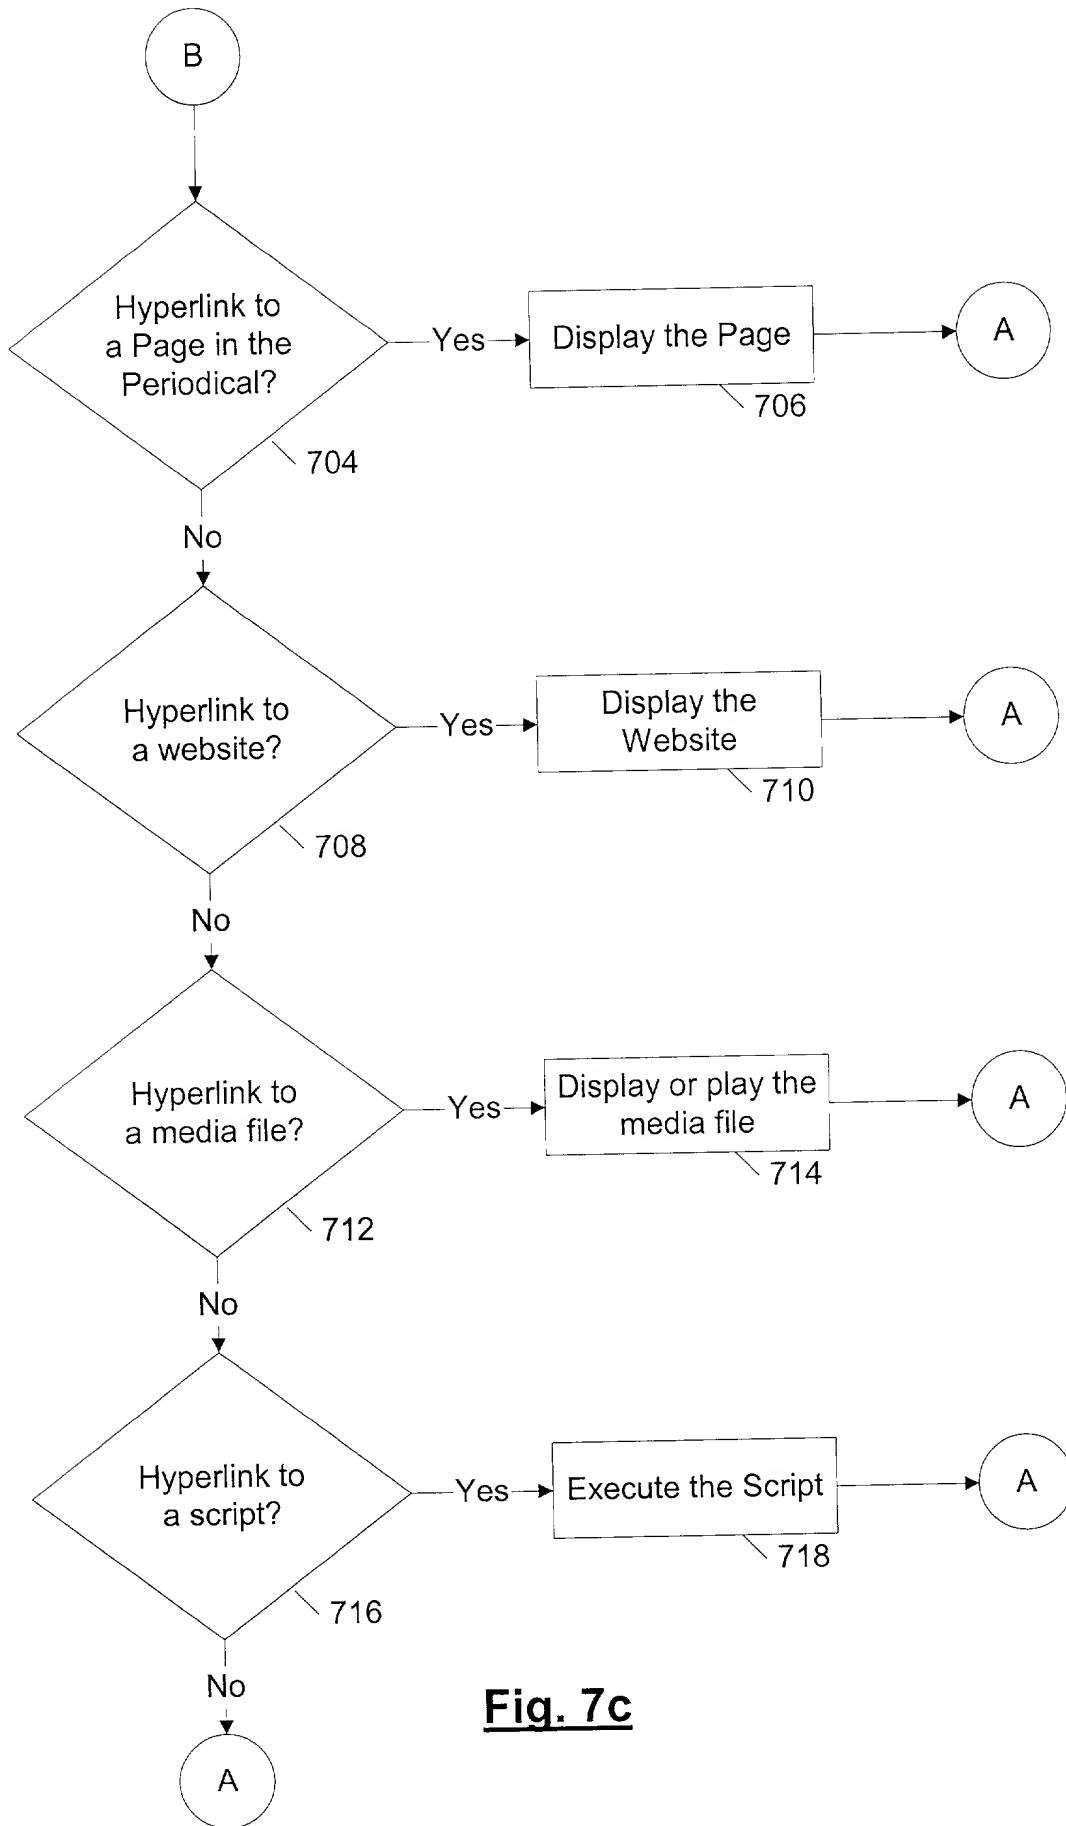 B
Hyperlink to
a Page in the
Periodical?
Yes
Display the Page
A
706
704
No
Hyperlink to
a website?
Yes
Display the
Website
A
710
708
No
Hyperlink to
a media file?
Yes
Display or play the
media file
A
714
712
No
Hyperlink to
a script?
Yes
Execute the Script
A
718
716
No
Fig. 7c
A